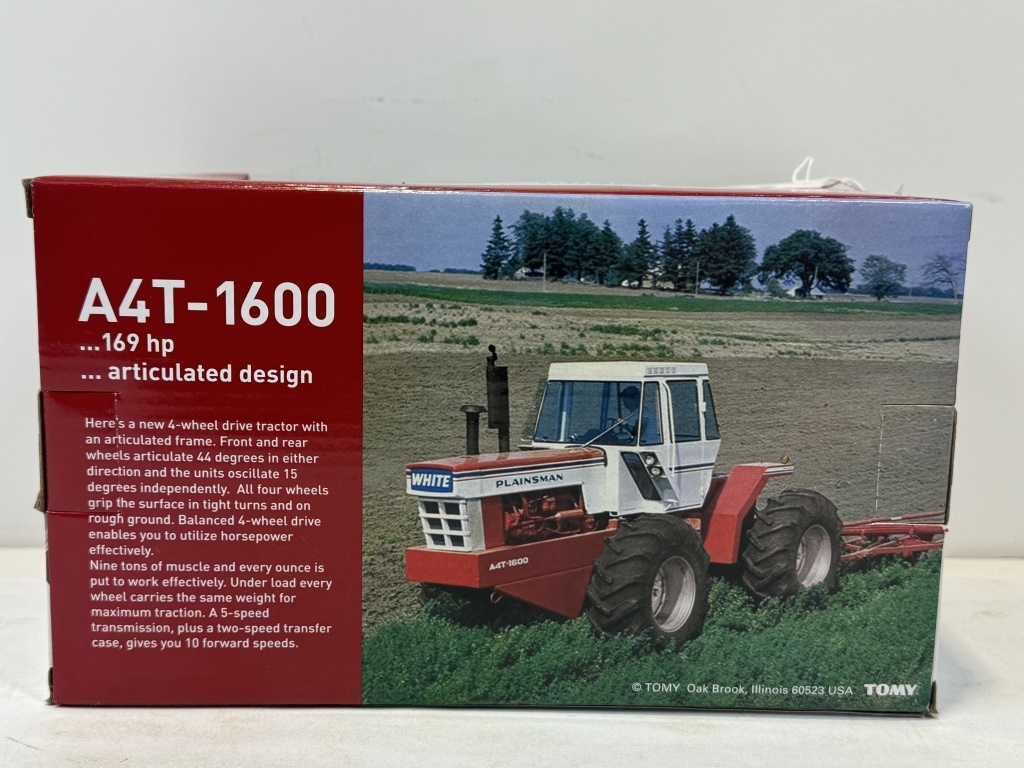 A4T-1600
...169 hp
... articulated design
Here's a new 4-wheel drive tractor with
an articulated frame. Front and rear
wheels articulate 44 degrees in either
direction and the units oscillate 15
degrees independently. All four wheels
grip the surface in tight turns and on
rough ground. Balanced 4-wheel drive
enables you to utilize horsepower
effectively.
Nine tons of muscle and every ounce is
put to work effectively. Under load every
wheel carries the same weight for
maximum traction. A 5-speed
transmission, plus a two-speed transfer
case, gives you 10 forward speeds.
WHITE
PLAINSMAN
A4T-1600
© TOMY Oak Brook, Illinois 60523 USA TOMY